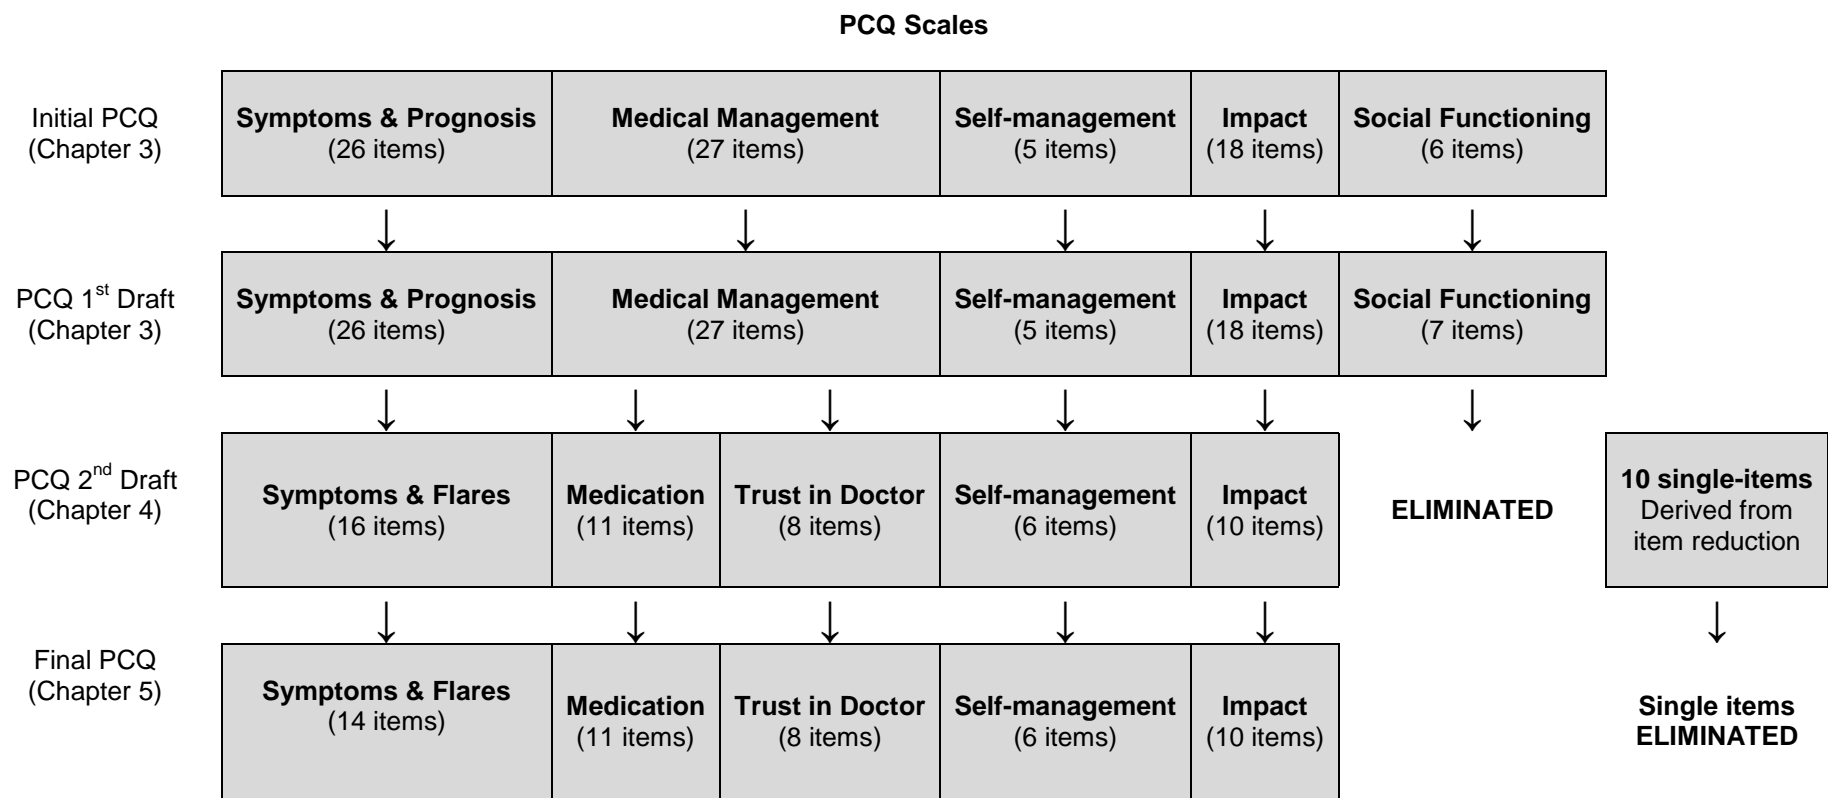 PCQ Scales
Initial PCQ
(Chapter 3)
Symptoms & Prognosis
(26 items)
Medical Management
(27 items)
Self-management
(5 items)
Impact
(18 items)
Social Functioning
(6 items)
PCQ 1st Draft
(Chapter 3)
Symptoms & Prognosis
(26 items)
Medical Management
(27 items)
Self-management
(5 items)
Impact
(18 items)
Social Functioning
(7 items)
PCQ 2nd Draft
(Chapter 4)
Symptoms & Flares
(16 items)
Medication
(11 items)
Trust in Doctor
(8 items)
Self-management
(6 items)
Impact
(10 items)
ELIMINATED
10 single-items
Derived from
item reduction
Final PCQ
(Chapter 5)
Symptoms & Flares
(14 items)
Medication
(11 items)
Trust in Doctor
(8 items)
Self-management
(6 items)
Impact
(10 items)
Single items
ELIMINATED